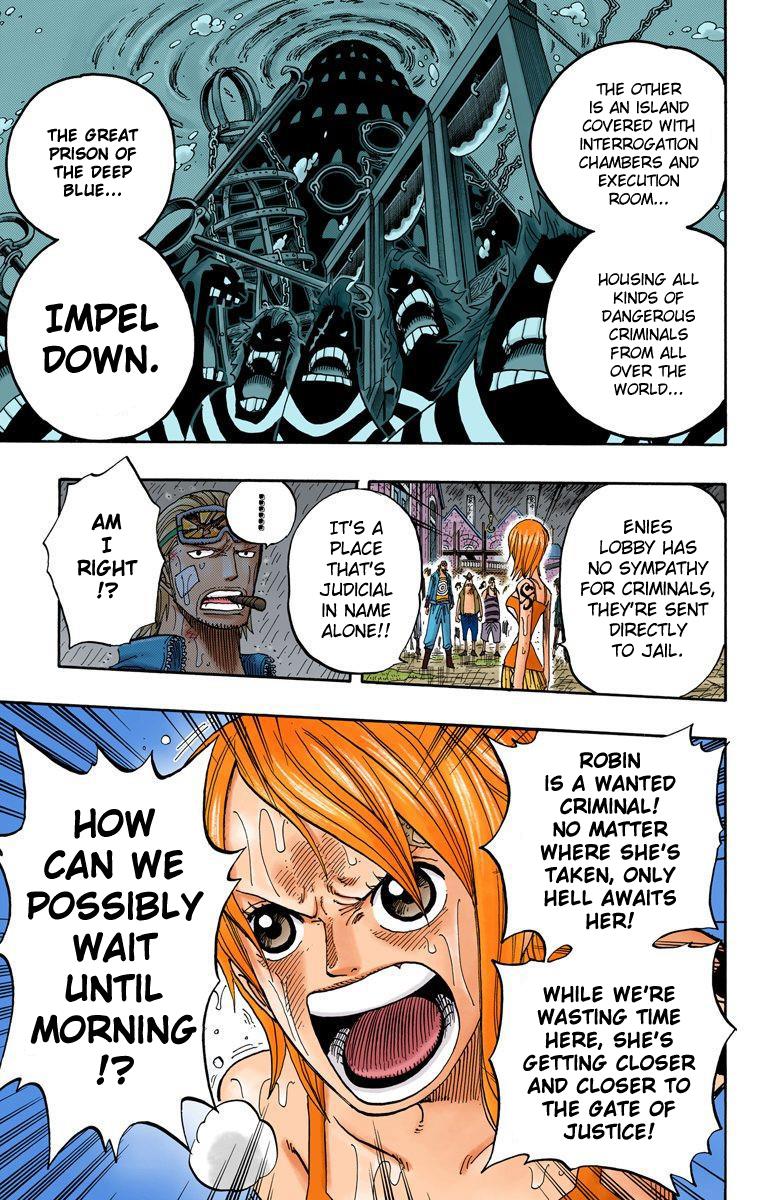 THE OTHER
IS AN ISLAND
COVERED WITH
INTERROGATION
CHAMBERS AND
EXECUTION
ROOM...
HOUSING ALL
KINDS OF
DANGEROUS
CRIMINALS
FROM ALL
OVER THE
WORLD...
THE GREAT
PRISON OF
THE DEEP
BLUE...
IMPEL
DOWN.
ENIES
LOBBY HAS
NO SYMPATHY
FOR CRIMINALS,
THEY'RE SENT
DIRECTLY
TO JAIL.
IT'S A
PLACE
THAT'S
JUDICIAL
IN NAME
ALONE!!
AM
I
RIGHT
!?
ROBIN
IS A WANTED
CRIMINAL!
NO MATTER
WHERE SHE'S
TAKEN, ONLY
HELL AWAITS
HER!
WHILE WE'RE
WASTING TIME
HERE, SHE'S
GETTING CLOSER
AND CLOSER TO
THE GATE OF
JUSTICE!
HOW
CAN WE
POSSIBLY
WAIT
UNTIL
MORNING
!?